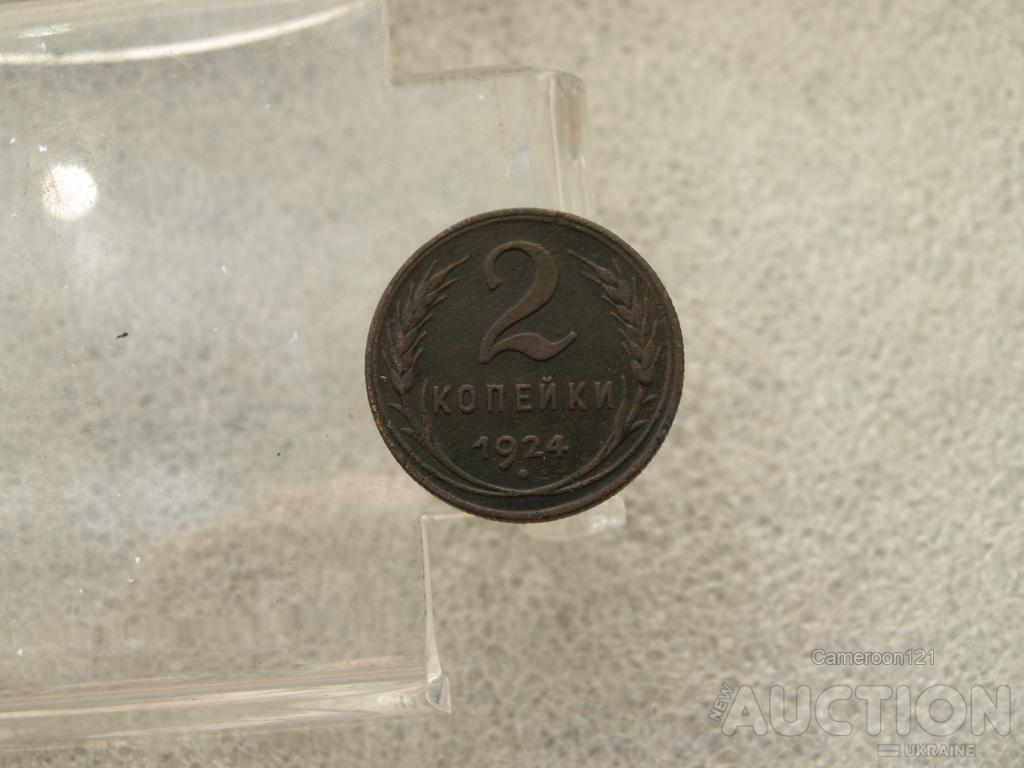 2
КОПЕЙКИ
1924
Cameroon121
NEW AUCTION
UKRAINE